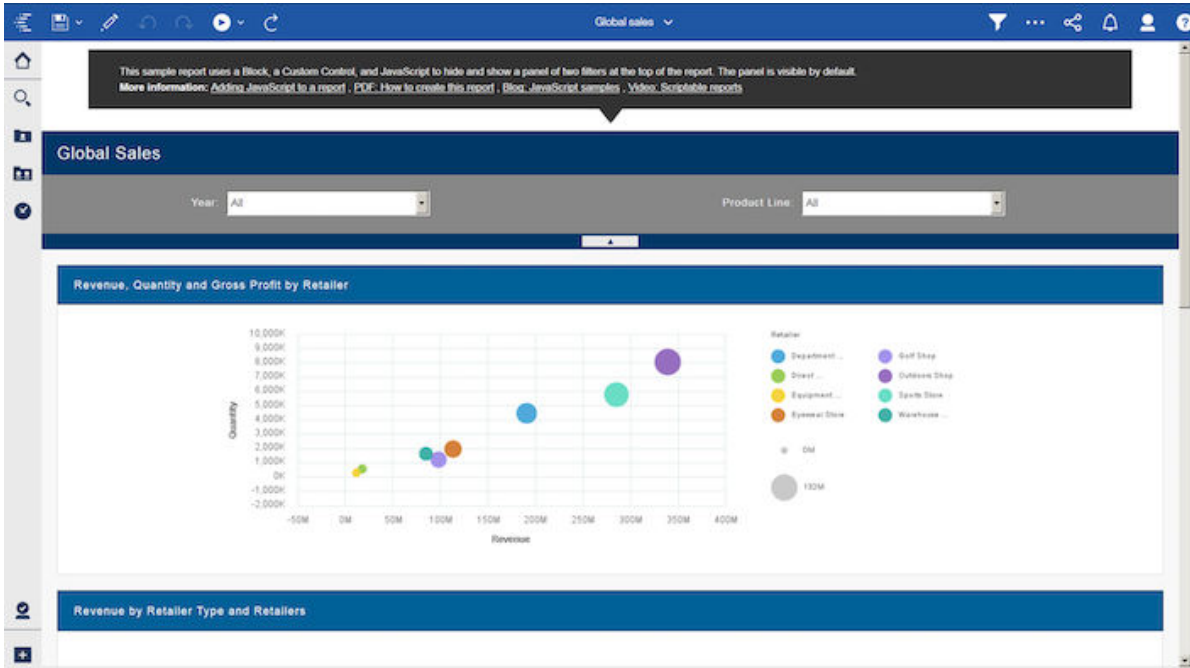 Global sales
This sample report uses a Block, a Custom Control, and JavaScript to hide and show a panel of two filters at the top of the report. The panel is visible by default.
More information: Adding JavaScript to a report , PDF: How to create this report , Blog: JavaScript samples , Video: Scriptable reports
Global Sales
Year: All
Product Line: All
Revenue, Quantity and Gross Profit by Retailer
10,000K
9,000K
8,000K
7,000K
6,000K
5,000K
4,000K
3,000K
2,000K
1,000K
0K
-1,000K
-2,000K
Quantity
-50M 0M 50M 100M 150M 200M 250M 300M 350M 400M
Revenue
Retailer
Department ... Golf Shop
Direct ... Outdoors Shop
Equipment ... Sports Store
Eyewear Store Warehouse ...
0M
Revenue by Retailer Type and Retailers